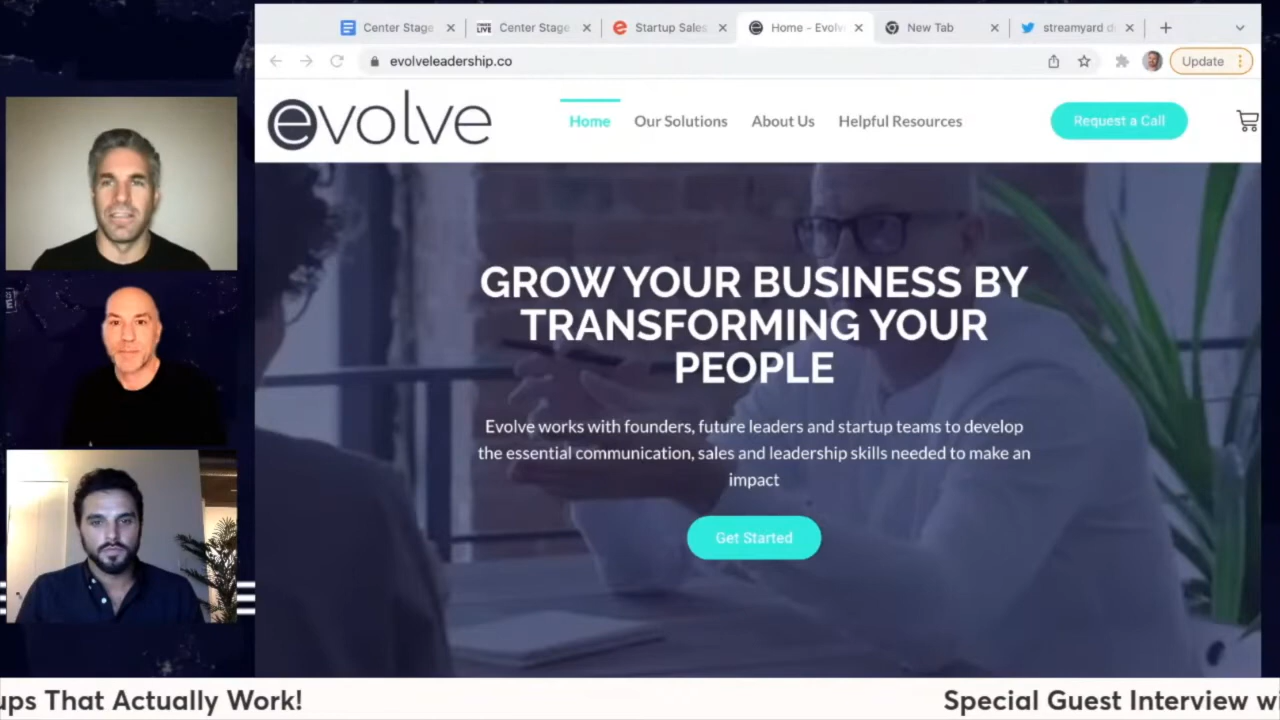 Center Stage
Center Stage
Startup Sales
Home - Evolv
New Tab
streamyard d
evolveleadership.co
Update
evolve
Home
Our Solutions
About Us
Helpful Resources
Request a Call
GROW YOUR BUSINESS BY
TRANSFORMING YOUR
PEOPLE
Evolve works with founders, future leaders and startup teams to develop
the essential communication, sales and leadership skills needed to make an
impact
Get Started
ups That Actually Work!
Special Guest Interview wi